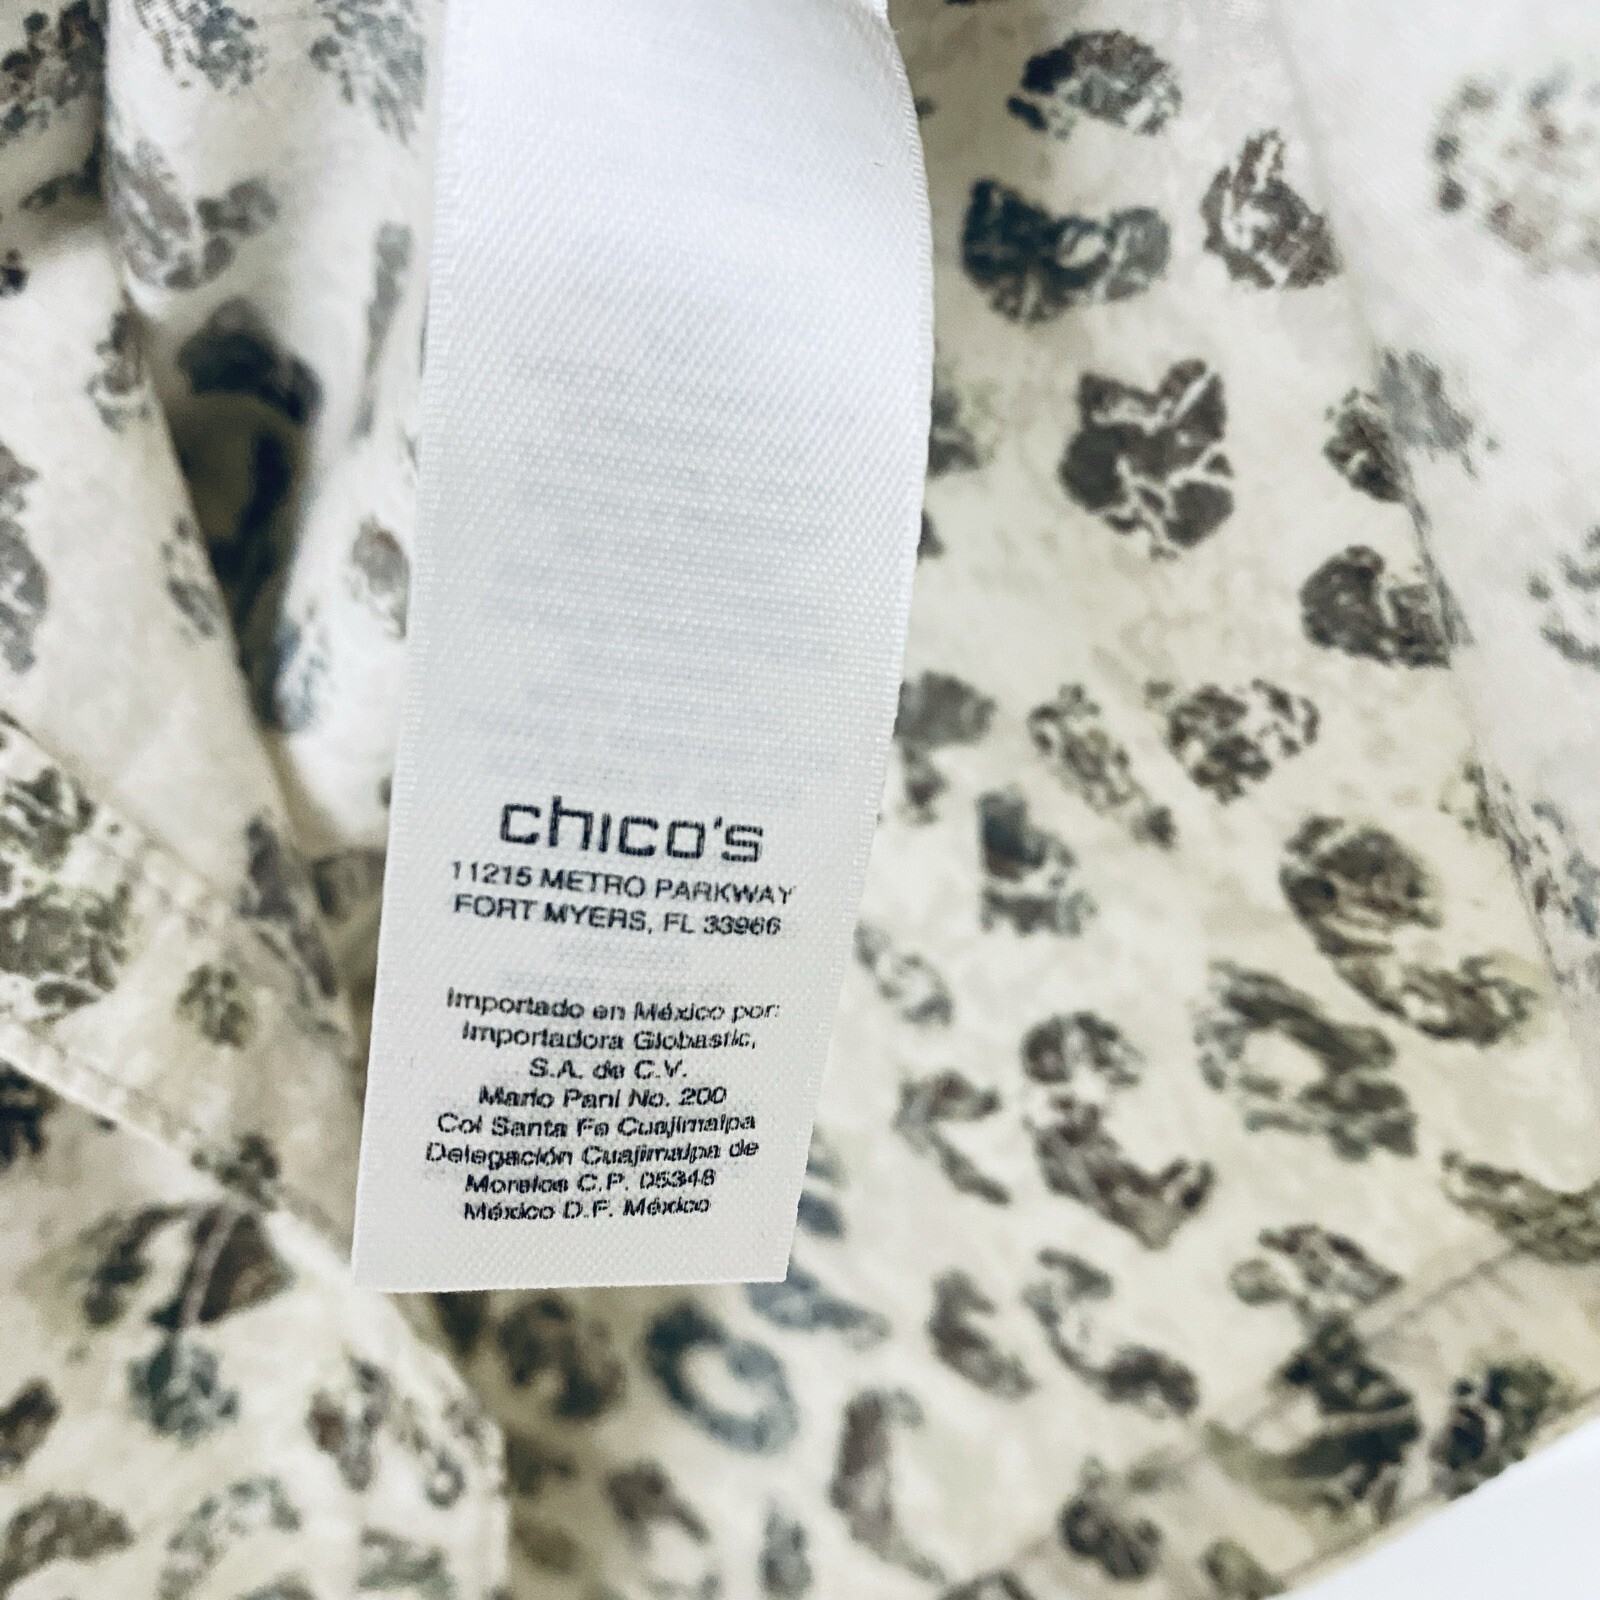 chico's
11215 METRO PARKWAY
FORT MYERS, FL 33966
Importado en México por:
Importadora Globastic,
S.A. de C.V.
Mario Pani No. 200
Col Santa Fe Cuajimalpa
Delegación Cuajimalpa de
Morelos C.P. 05348
México D.F. México